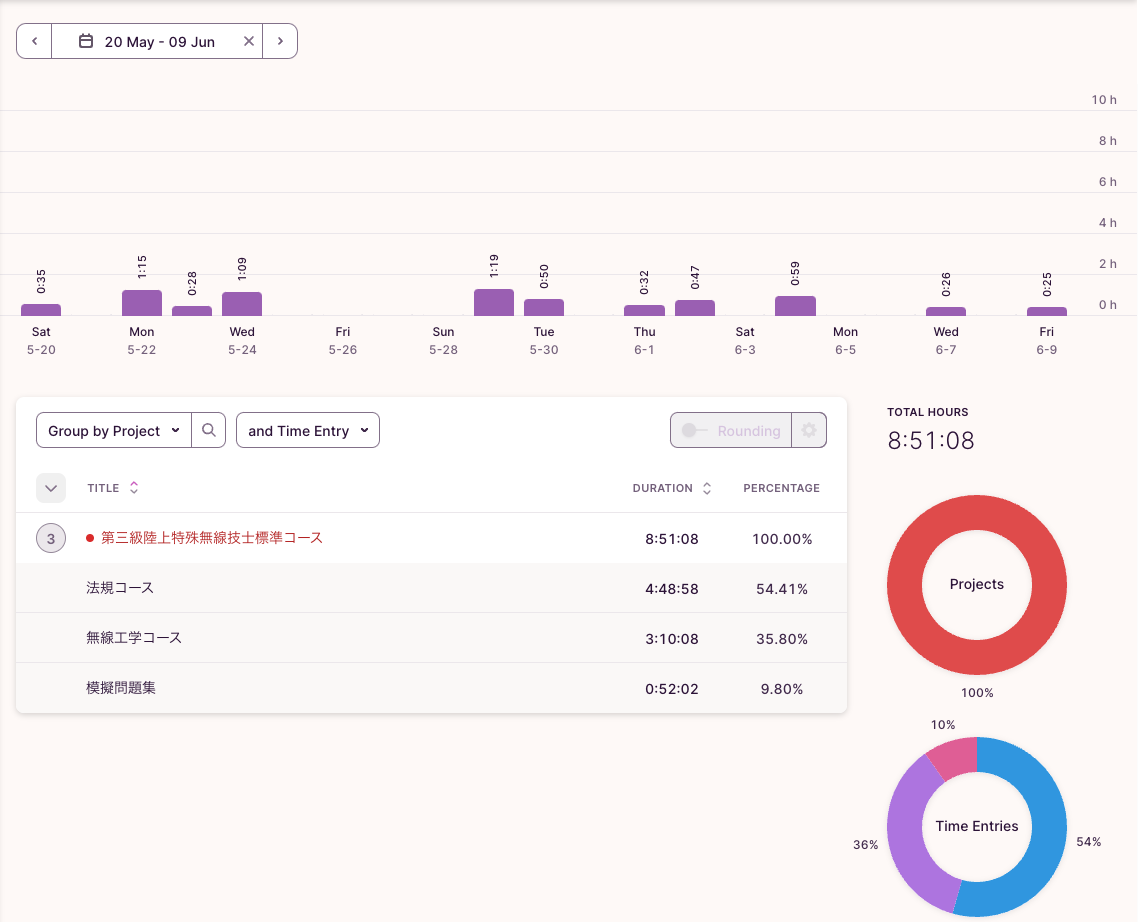 20 May - 09 Jun
10 h
8 h
6 h
4 h
2 h
0 h
0:35
1:15
0:28
1:09
1:19
0:50
0:32
0:47
0:59
0:26
0:25
Sat Mon Wed Fri Sun Tue Thu Sat Mon Wed Fri
5-20 5-22 5-24 5-26 5-28 5-30 6-1 6-3 6-5 6-7 6-9
Group by Project
and Time Entry
Rounding
TITLE DURATION PERCENTAGE
3 第三級陸上特殊無線技士標準コース 8:51:08 100.00%
法規コース 4:48:58 54.41%
無線工学コース 3:10:08 35.80%
模擬問題集 0:52:02 9.80%
TOTAL HOURS
8:51:08
Projects
100%
10%
Time Entries
36%
54%